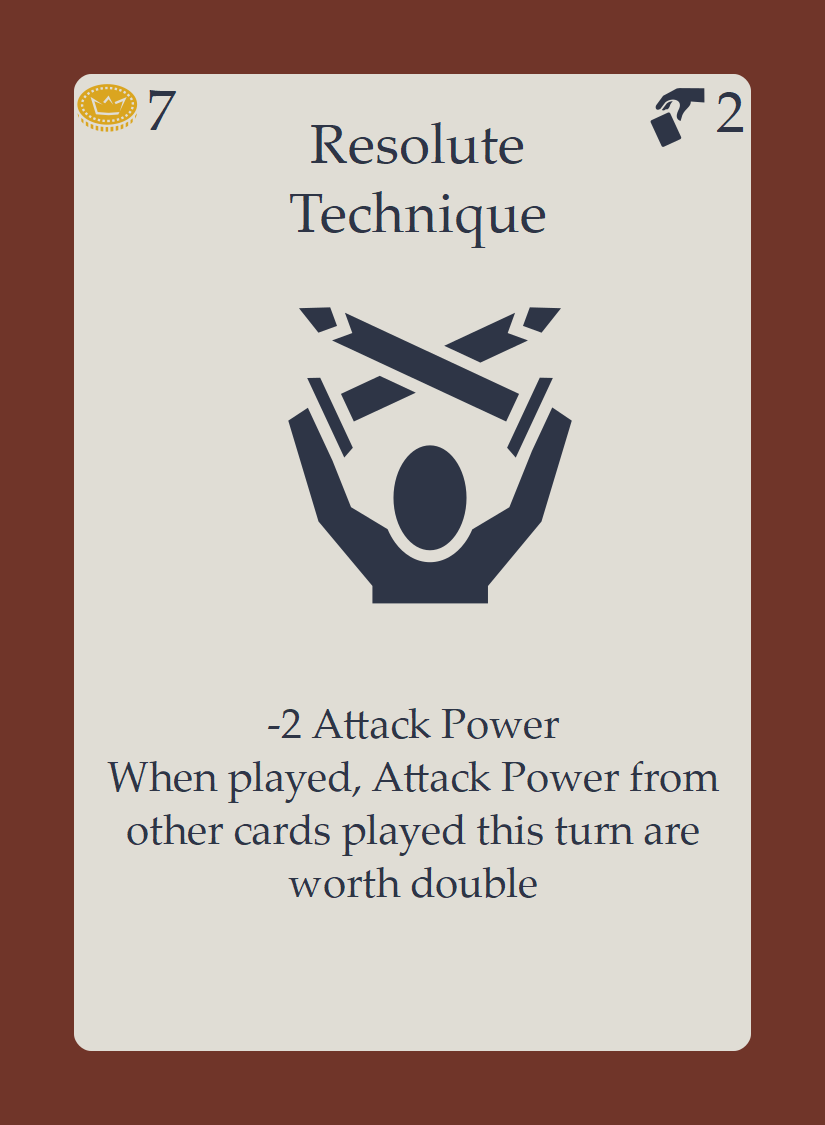 7
2
Resolute
Technique
-2 Attack Power
When played, Attack Power from
other cards played this turn are
worth double